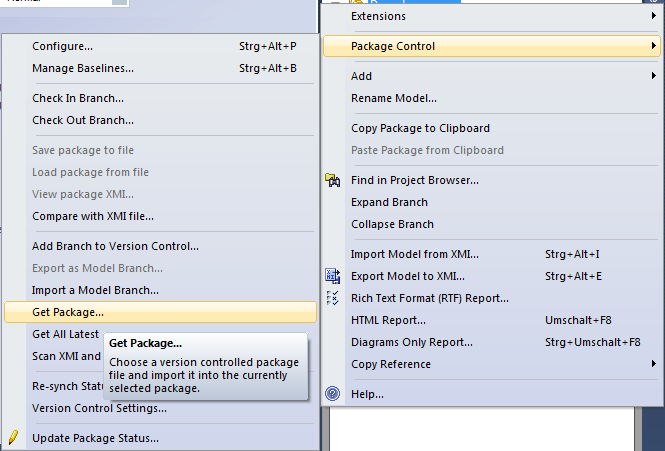 Extensions
Package Control
Add
Rename Model...
Copy Package to Clipboard
Paste Package from Clipboard
Find in Project Browser...
Expand Branch
Collapse Branch
Import Model from XMI... Strg+Alt+I
Export Model to XMI... Strg+Alt+E
Rich Text Format (RTF) Report...
HTML Report... Umschalt+F8
Diagrams Only Report... Strg+Umschalt+F8
Copy Reference
Help...
Configure... Strg+Alt+P
Manage Baselines... Strg+Alt+B
Check In Branch...
Check Out Branch...
Save package to file
Load package from file
View package XMI...
Compare with XMI file...
Add Branch to Version Control...
Export as Model Branch...
Import a Model Branch...
Get Package...
Get All Latest
Scan XMI and
Re-synch
Version Control Settings...
Update Package Status...
Get Package...
Choose a version controlled package
file and import it into the currently
selected package.